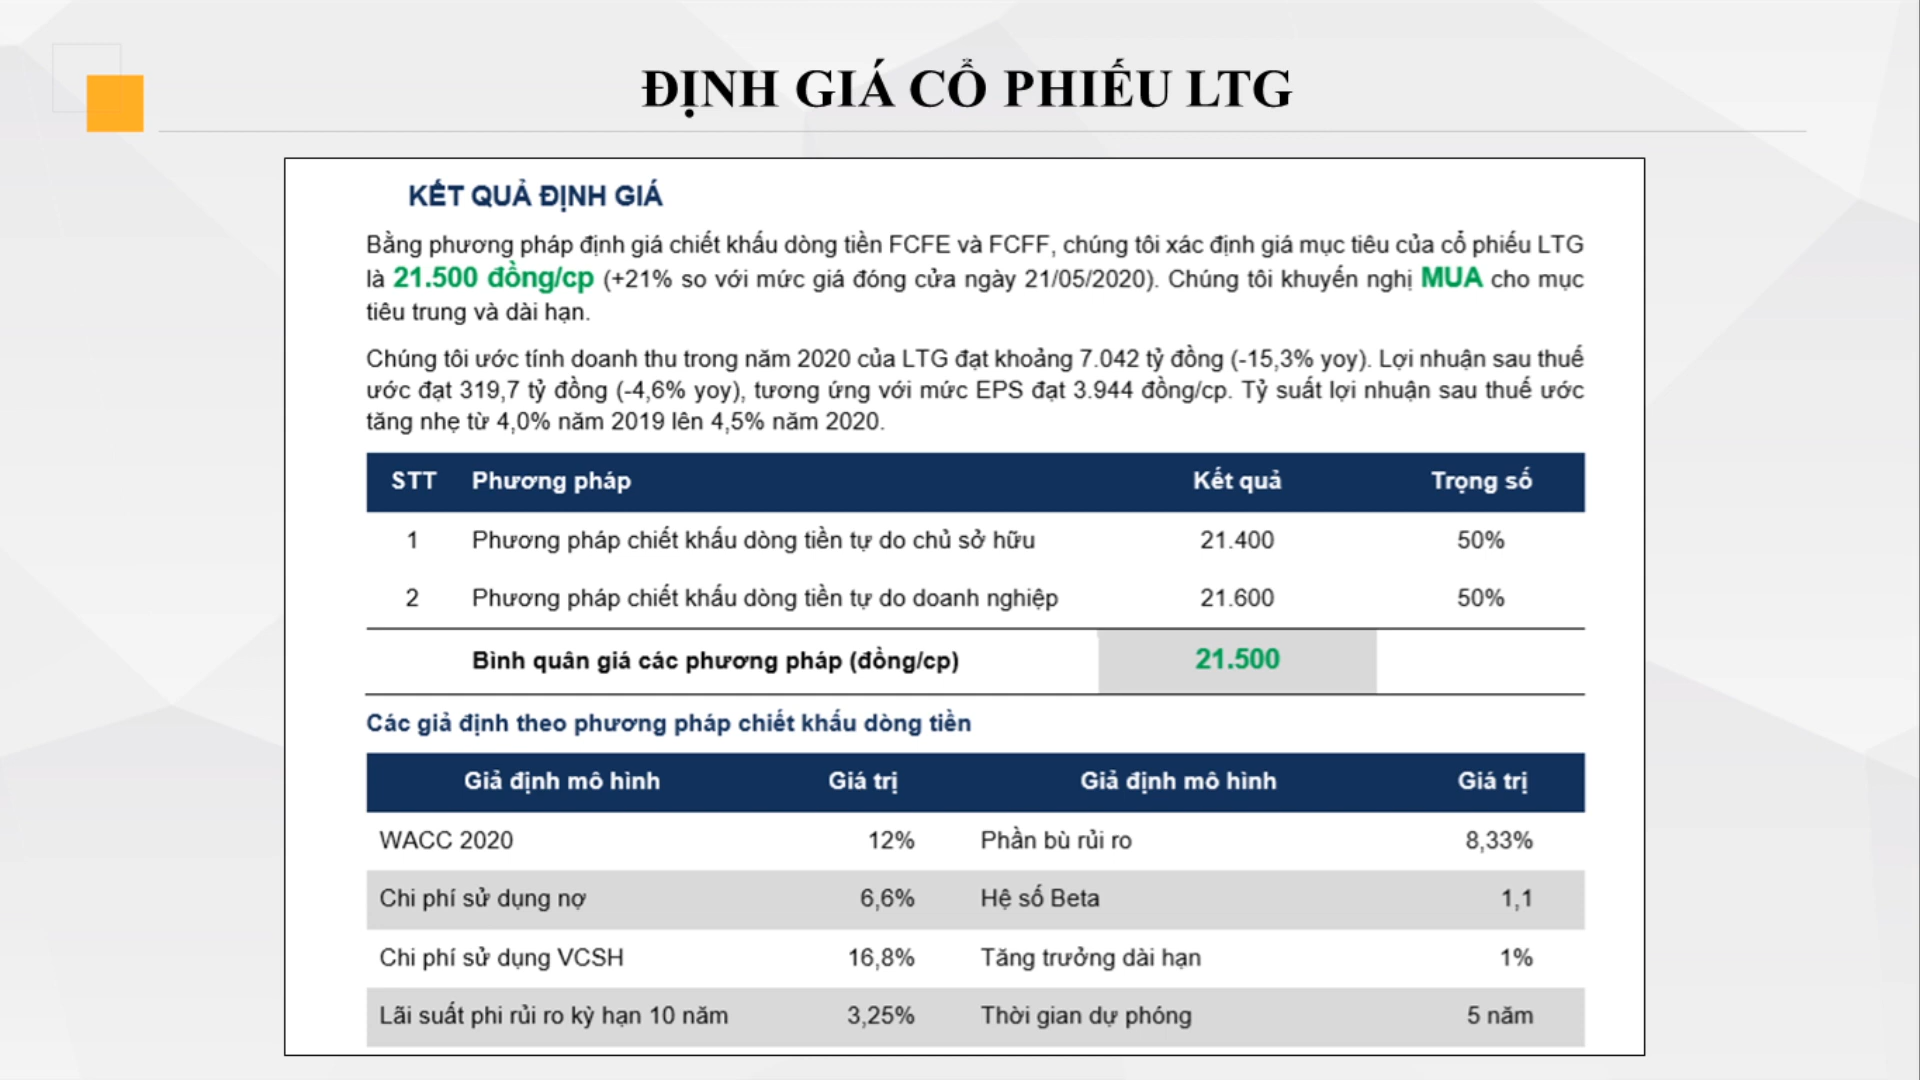 ĐỊNH GIÁ CỔ PHIẾU LTG
KẾT QUẢ ĐỊNH GIÁ
Bằng phương pháp định giá chiết khấu dòng tiền FCFE và FCFF, chúng tôi xác định giá mục tiêu của cổ phiếu LTG
là 21.500 đồng/cp (+21% so với mức giá đóng cửa ngày 21/05/2020). Chúng tôi khuyến nghị MUA cho mục
tiêu trung và dài hạn.
Chúng tôi ước tính doanh thu trong năm 2020 của LTG đạt khoảng 7.042 tỷ đồng (-15,3% yoy). Lợi nhuận sau thuế
ước đạt 319,7 tỷ đồng (-4,6% yoy), tương ứng với mức EPS đạt 3.944 đồng/cp. Tỷ suất lợi nhuận sau thuế ước
tăng nhẹ từ 4,0% năm 2019 lên 4,5% năm 2020.
STT Phương pháp Kết quả Trọng số
1 Phương pháp chiết khấu dòng tiền tự do chủ sở hữu 21.400 50%
2 Phương pháp chiết khấu dòng tiền tự do doanh nghiệp 21.600 50%
Bình quân giá các phương pháp (đồng/cp) 21.500
Các giả định theo phương pháp chiết khấu dòng tiền
Giả định mô hình Giá trị Giả định mô hình Giá trị
WACC 2020 12% Phần bù rủi ro 8,33%
Chi phí sử dụng nợ 6,6% Hệ số Beta 1,1
Chi phí sử dụng VCSH 16,8% Tăng trưởng dài hạn 1%
Lãi suất phi rủi ro kỳ hạn 10 năm 3,25% Thời gian dự phóng 5 năm